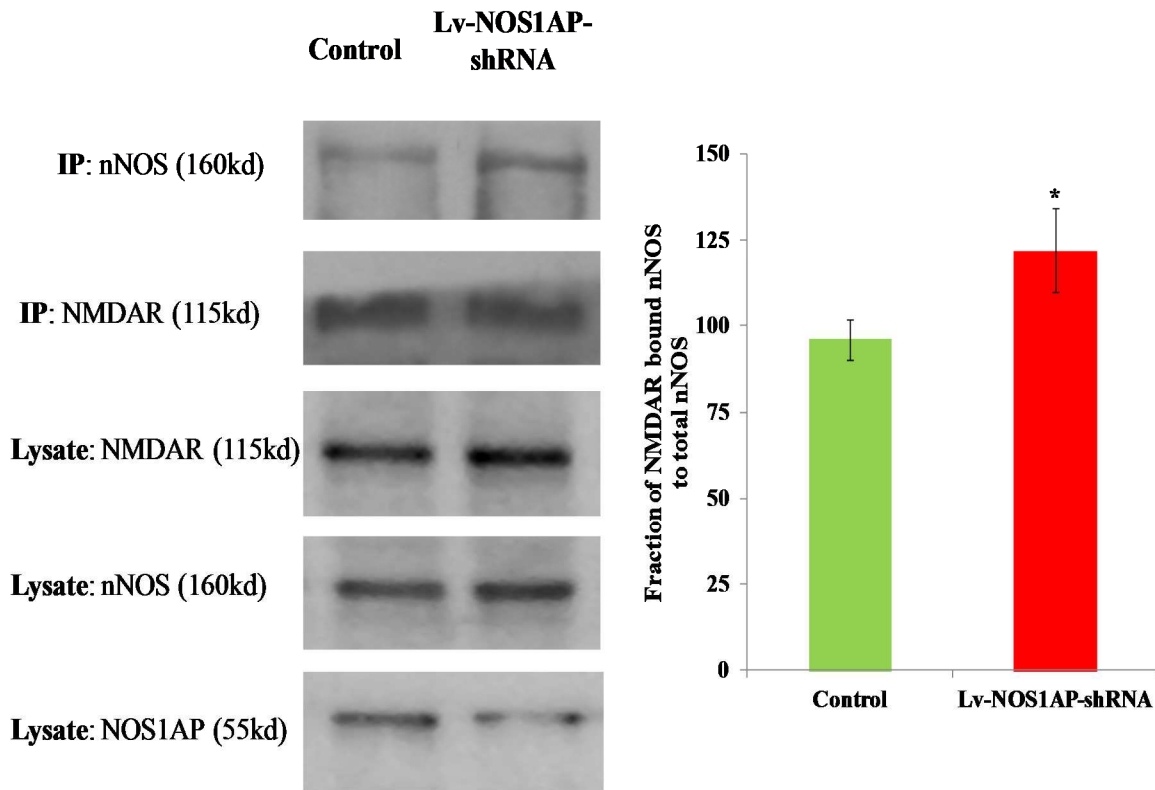 Control
Lv-NOS1AP-
shRNA
IP: nNOS (160kd)
IP: NMDAR (115kd)
Lysate: NMDAR (115kd)
Lysate: nNOS (160kd)
Lysate: NOS1AP (55kd)
Fraction of NMDAR bound nNOS
to total nNOS
150
125
100
75
50
25
0
*
Control
Lv-NOS1AP-shRNA